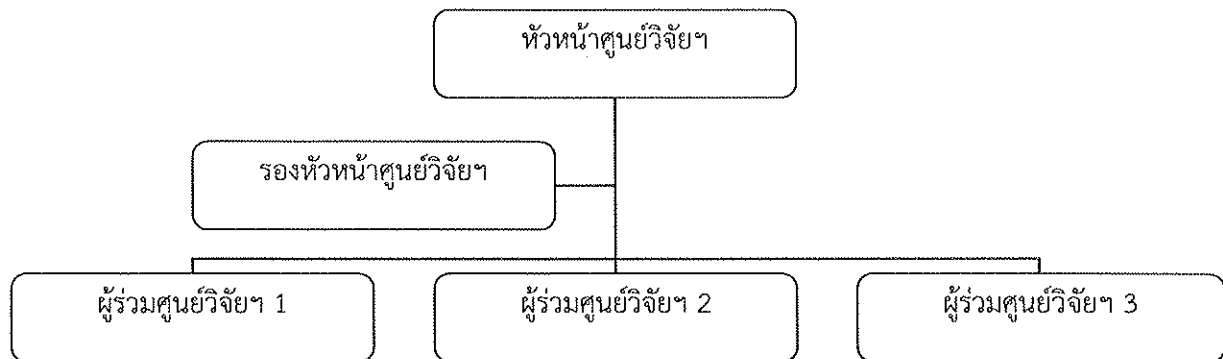 หัวหน้าศูนย์วิจัยฯ
รองหัวหน้าศูนย์วิจัยฯ
ผู้ร่วมศูนย์วิจัยฯ 1
ผู้ร่วมศูนย์วิจัยฯ 2
ผู้ร่วมศูนย์วิจัยฯ 3